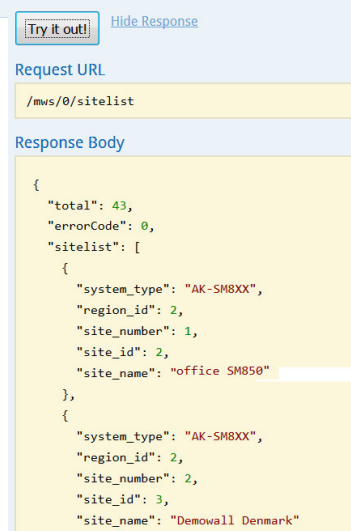 Try it out! Hide Response
Request URL
/mws/0/sitelist
Response Body
{
"total": 43,
"errorCode": 0,
"sitelist": [
{
"system_type": "AK-SM8XX",
"region_id": 2,
"site_number": 1,
"site_id": 2,
"site_name": "office SM850"
},
{
"system_type": "AK-SM8XX",
"region_id": 2,
"site_number": 2,
"site_id": 3,
"site_name": "Demowall Denmark"